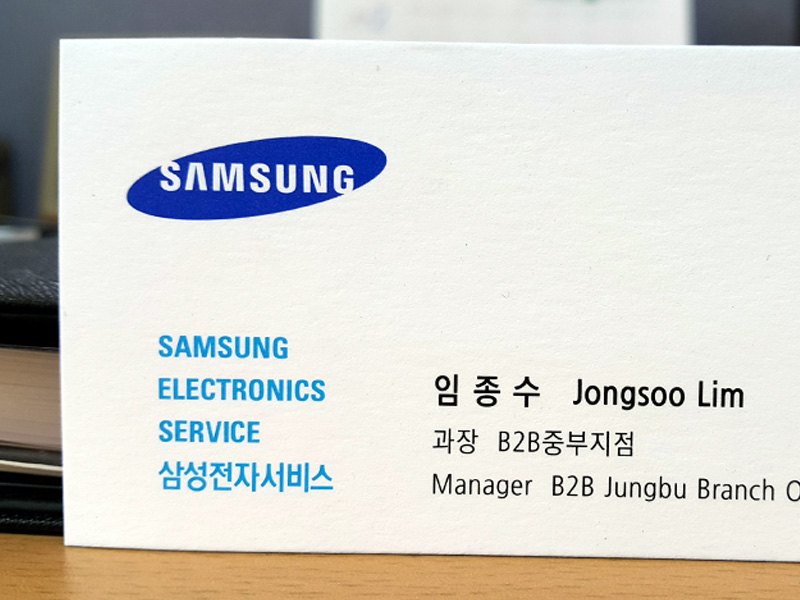 SAMSUNG
SAMSUNG
ELECTRONICS
SERVICE
삼성전자서비스
임 종 수 Jongsoo Lim
과장 B2B중부지점
Manager B2B Jungbu Branch